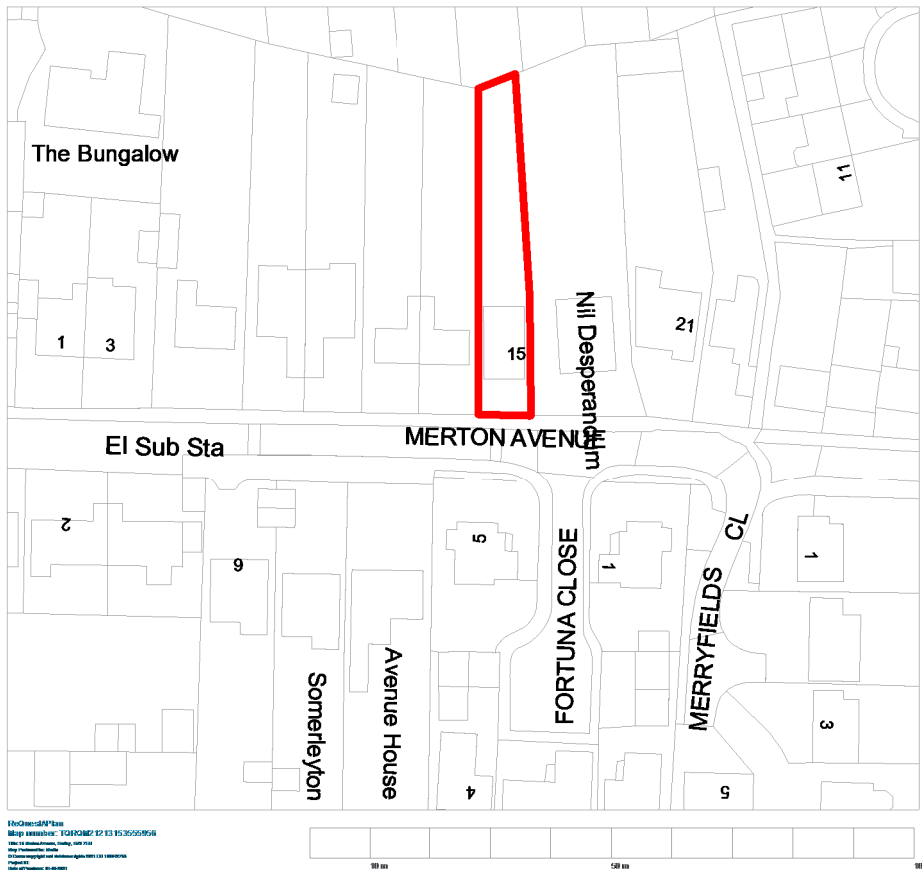 The Bungalow
11
Nil Desperandum
21
1
3
15
MERTON AVENUE
El Sub Sta
2
9
5
1
1
CL
MERRYFIELDS
FORTUNA CLOSE
Avenue House
Somerleyton
3
4
5
ReQuestAPlan
10 m
50 m